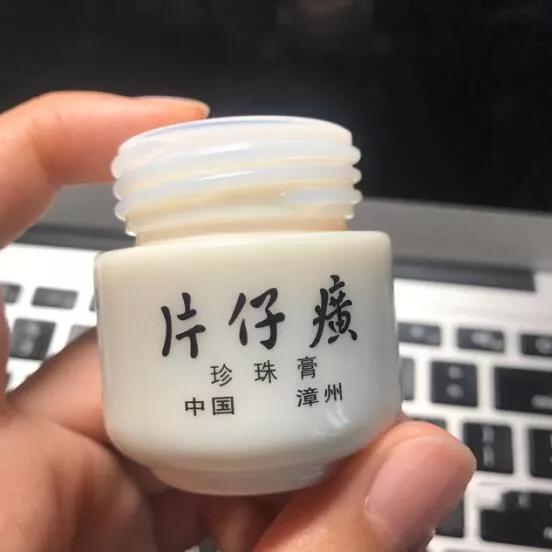 片仔癀
珍珠膏
中国 漳州